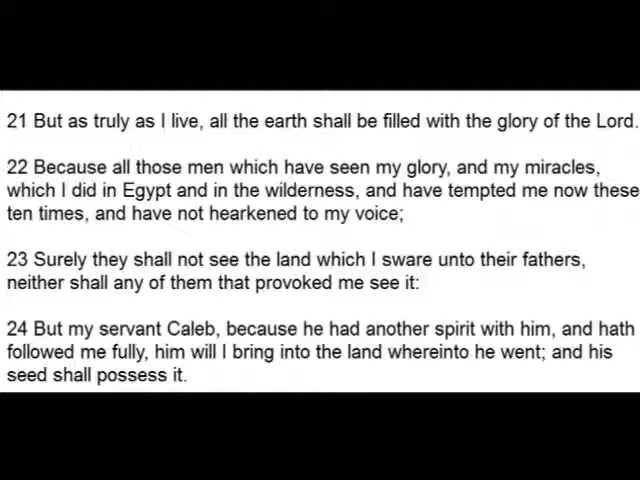 21 But as truly as I live, all the earth shall be filled with the glory of the Lord.
22 Because all those men which have seen my glory, and my miracles,
which I did in Egypt and in the wilderness, and have tempted me now these
ten times, and have not hearkened to my voice;
23 Surely they shall not see the land which I sware unto their fathers,
neither shall any of them that provoked me see it:
24 But my servant Caleb, because he had another spirit with him, and hath
followed me fully, him will I bring into the land whereinto he went; and his
seed shall possess it.